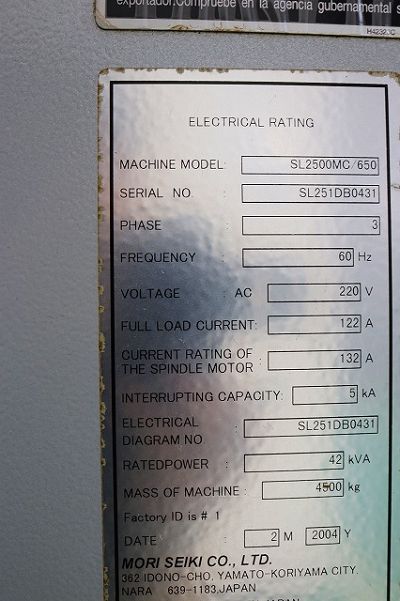 exportador.Compruebe en la agencia gubernamental s
ELECTRICAL RATING
MACHINE MODEL: SL2500MC/650
SERIAL NO. SL251DB0431
PHASE : 3
FREQUENCY : 60 Hz
VOLTAGE : AC 220 V
FULL LOAD CURRENT: 122 A
CURRENT RATING OF
THE SPINDLE MOTOR : 132 A
INTERRUPTING CAPACITY: 5 kA
ELECTRICAL
DIAGRAM NO : SL251DB0431
RATEDPOWER : 42 kVA
MASS OF MACHINE : 4500 kg
Factory ID is # 1
DATE : 2 M 2004 Y
MORI SEIKI CO., LTD.
362 IDONO-CHO, YAMATO-KORIYAMA CITY,
NARA 639-1183,JAPAN